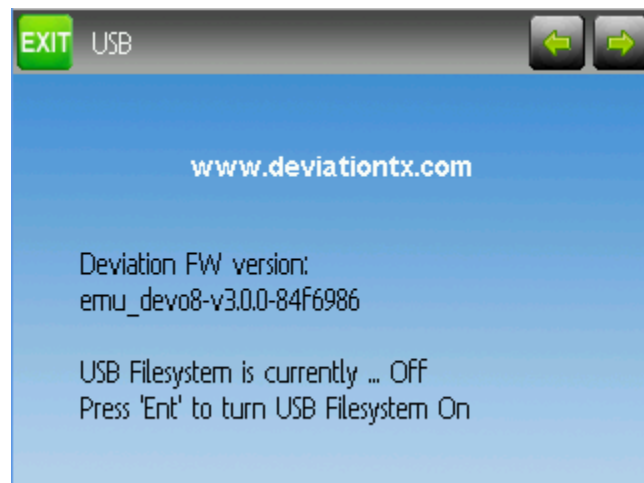 EXIT USB
www.deviationtx.com
Deviation FW version:
emu_devo8-v3.0.0-84f6986
USB Filesystem is currently ... Off
Press 'Ent' to turn USB Filesystem On